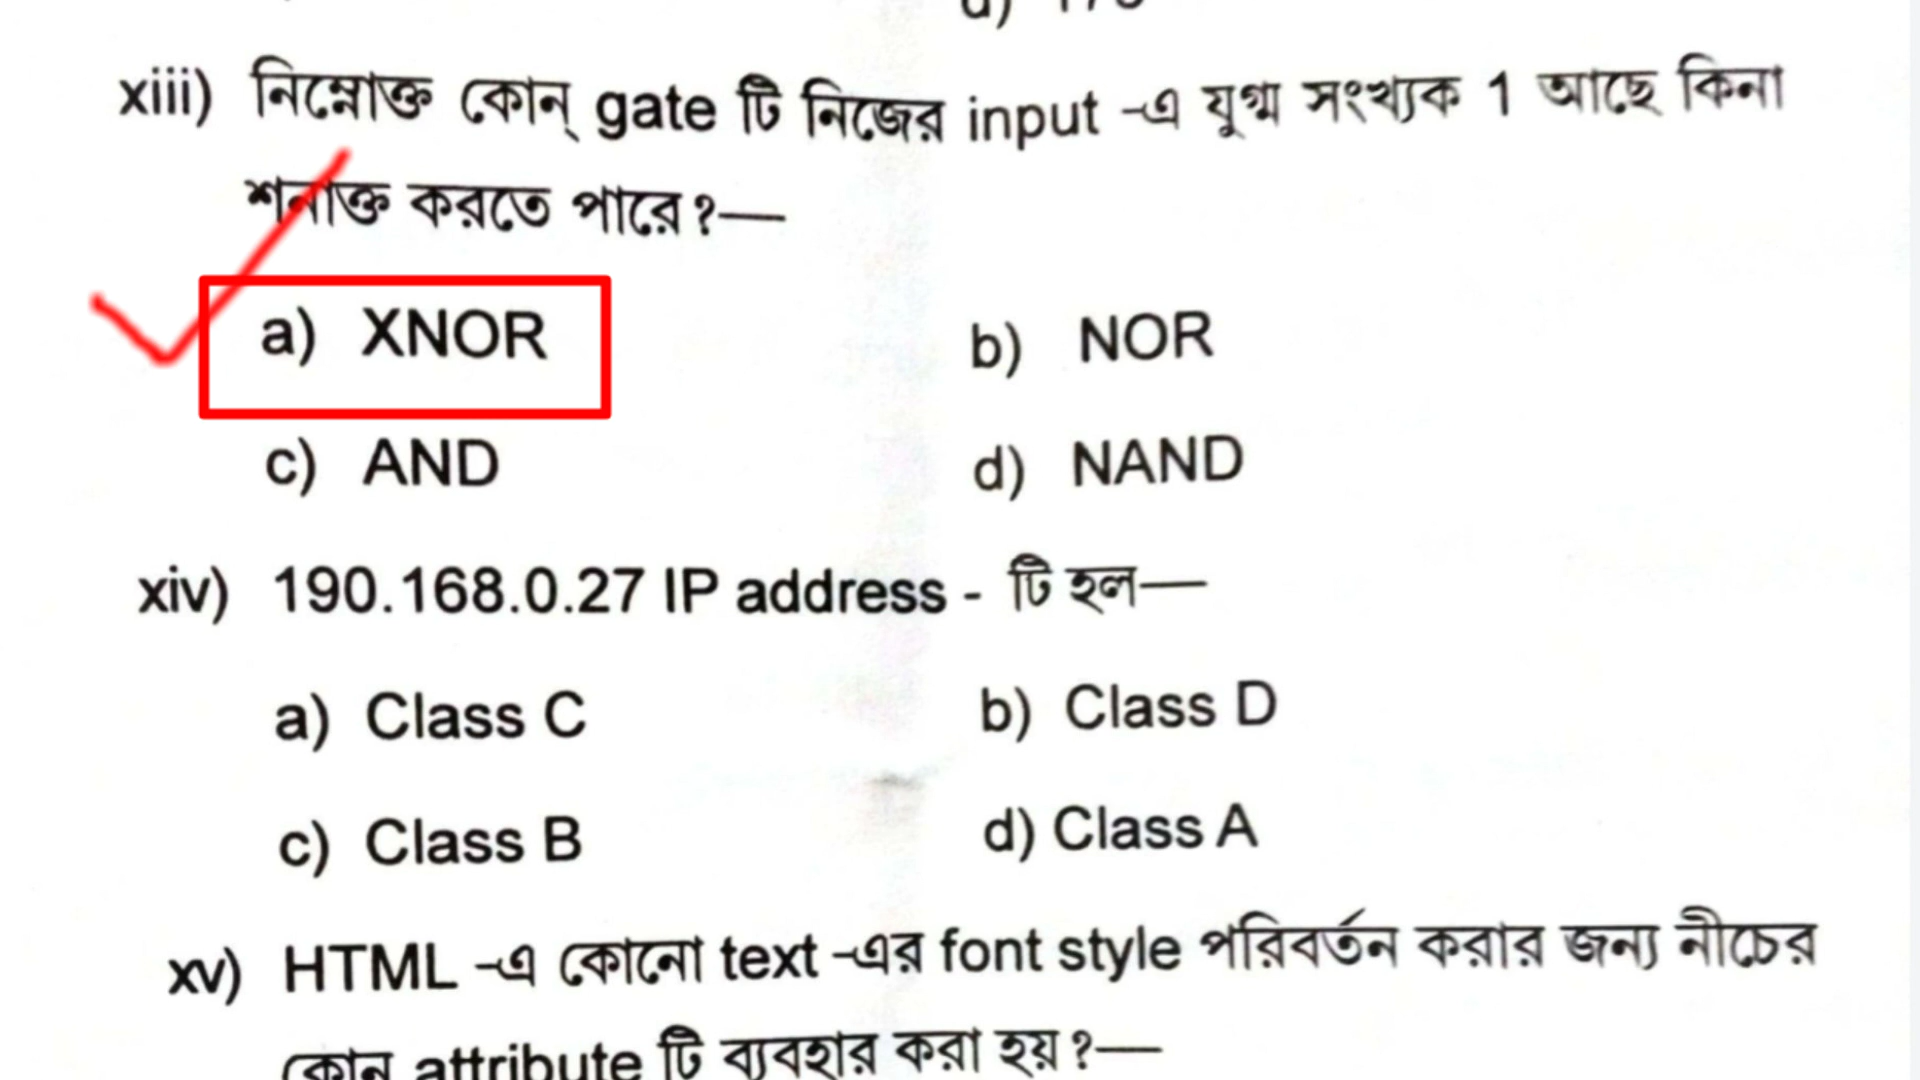 xiii) নিম্নোক্ত কোন্ gate টি নিজের input -এ যুগ্ম সংখ্যক 1 আছে কিনা
শনাক্ত করতে পারে?—
a) XNOR b) NOR
c) AND d) NAND
xiv) 190.168.0.27 IP address - টি হল—
a) Class C b) Class D
c) Class B d) Class A
xv) HTML -এ কোনো text -এর font style পরিবর্তন করার জন্য নীচের
কোন attribute টি ব্যবহার করা হয়?—